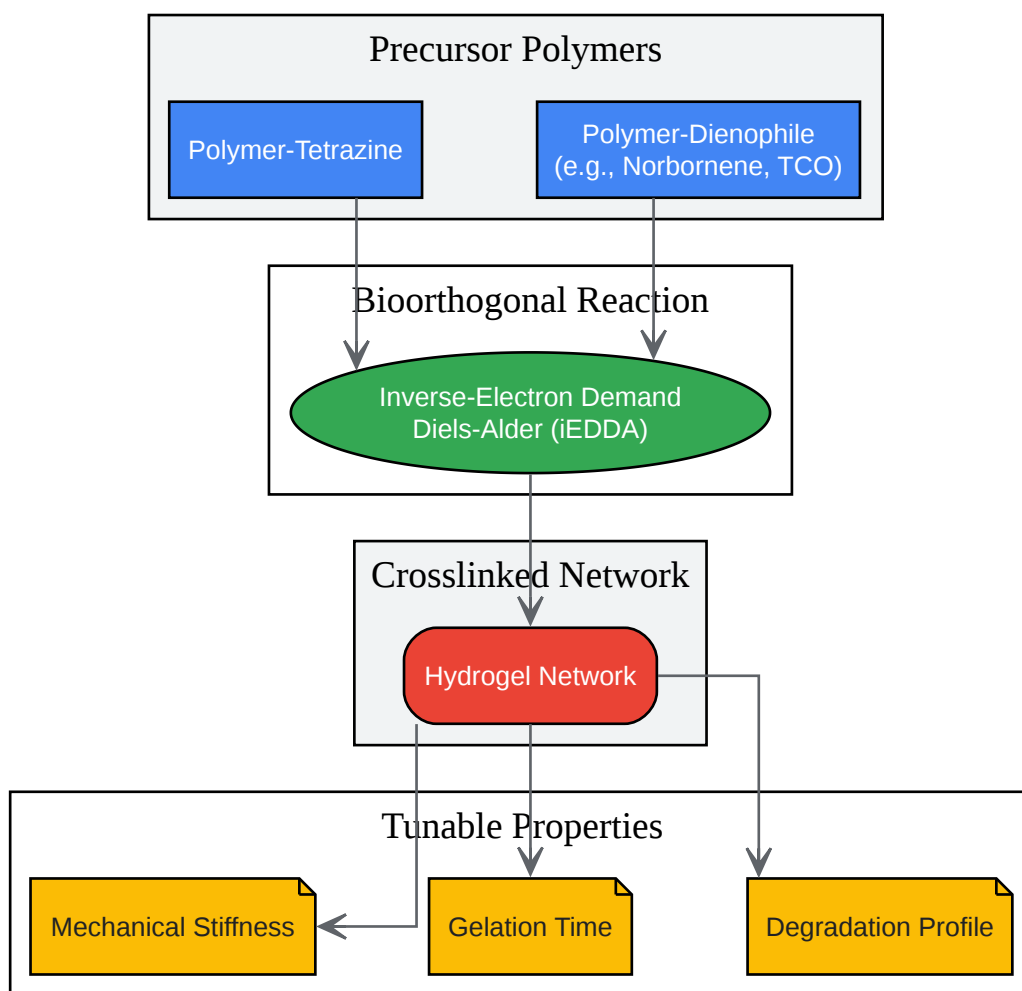 Precursor Polymers
Polymer-Tetrazine
Polymer-Dienophile
(e.g., Norbornene, TCO)
Bioorthogonal Reaction
Inverse-Electron Demand
Diels-Alder (iEDDA)
Crosslinked Network
Hydrogel Network
Tunable Properties
Mechanical Stiffness
Gelation Time
Degradation Profile